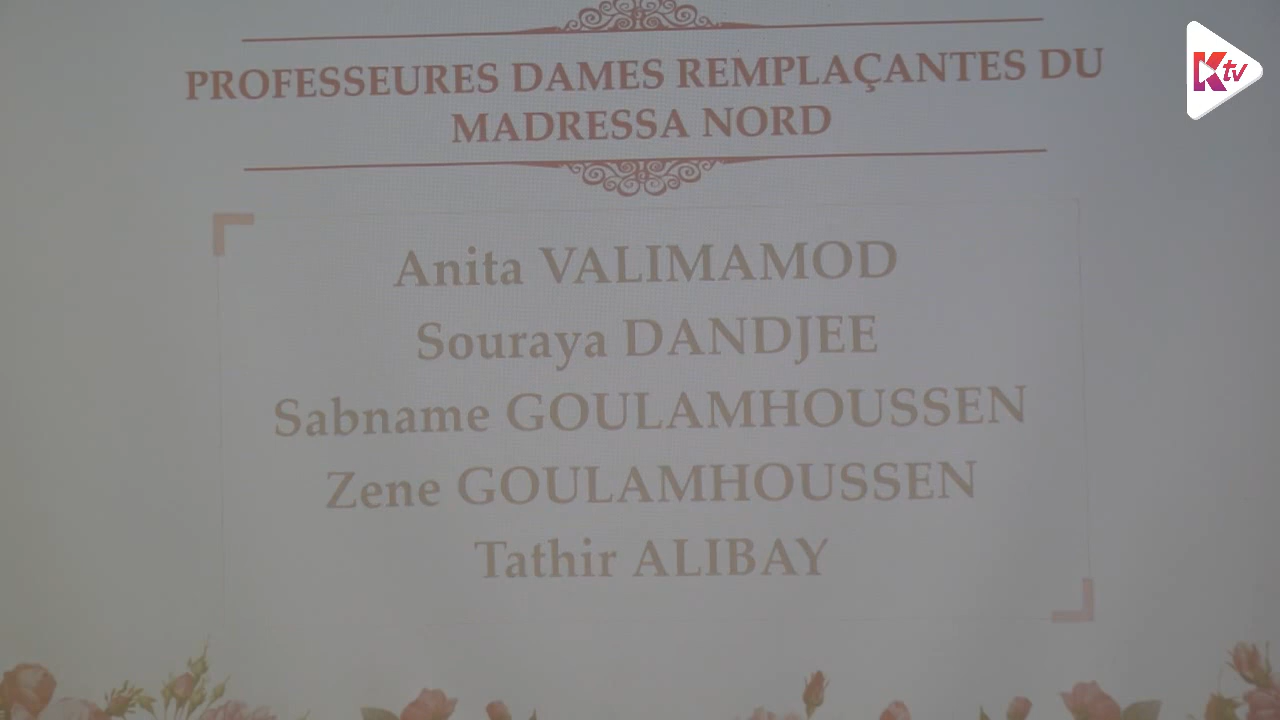 PROFESSEURES DAMES REMPLAÇANTES DU
MADRESSA NORD
Anita VALIMAMOD
Souraya DANDJEE
Sabname GOULAMHOUSSEN
Zene GOULAMHOUSSEN
Tathir ALIBAY
Ktv